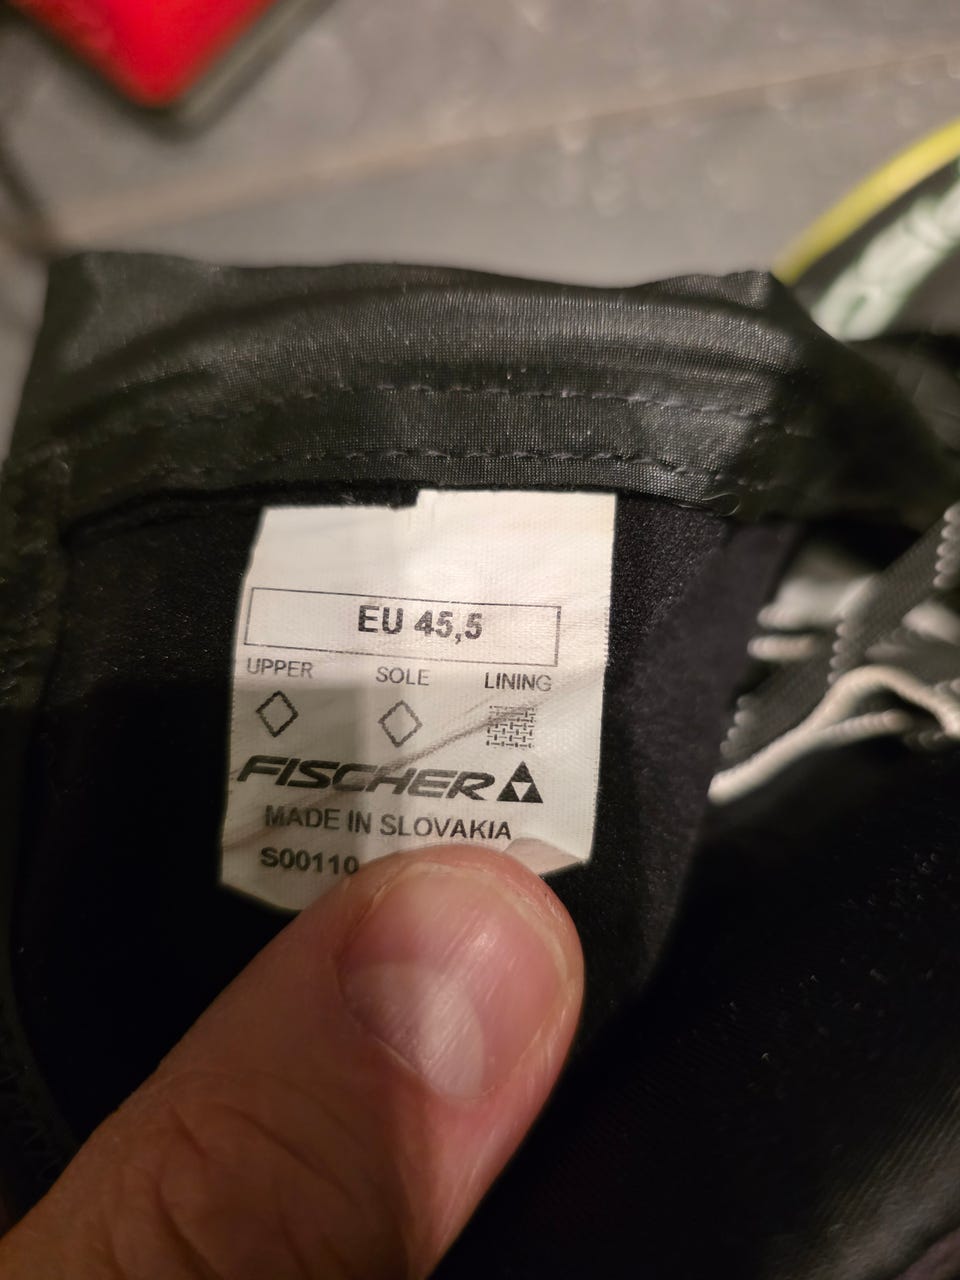 EU 45,5
UPPER SOLE LINING
FISCHER
MADE IN SLOVAKIA
S00110